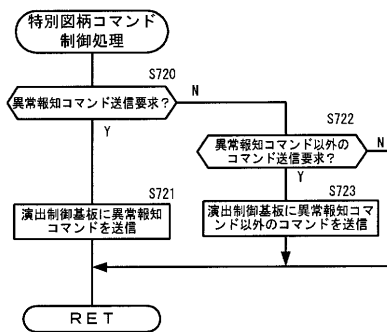 特別図柄コマンド
制御処理
S720
異常報知コマンド送信要求?
N
Y
S722
異常報知コマンド以外の
コマンド送信要求?
N
Y
S721
演出制御基板に異常報知
コマンドを送信
S723
演出制御基板に異常報知コマ
ンド以外のコマンドを送信
RET